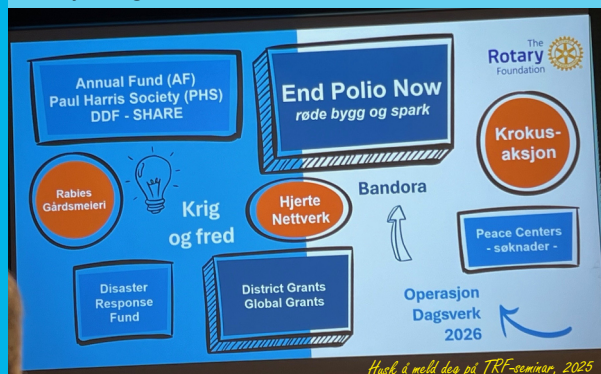 Annual Fund (AF)
Paul Harris Society (PHS)
DDF - SHARE
End Polio Now
røde bygg og spark
The
Rotary
Foundation
Krokus-
aksjon
Rabies
Gårdsmeieri
Krig
og fred
Hjerte
Nettverk
Bandora
Peace Centers
- søknader -
Disaster
Response
Fund
District Grants
Global Grants
Operasjon
Dagsverk
2026
Husk å meld deg på TRF-seminar, 2025